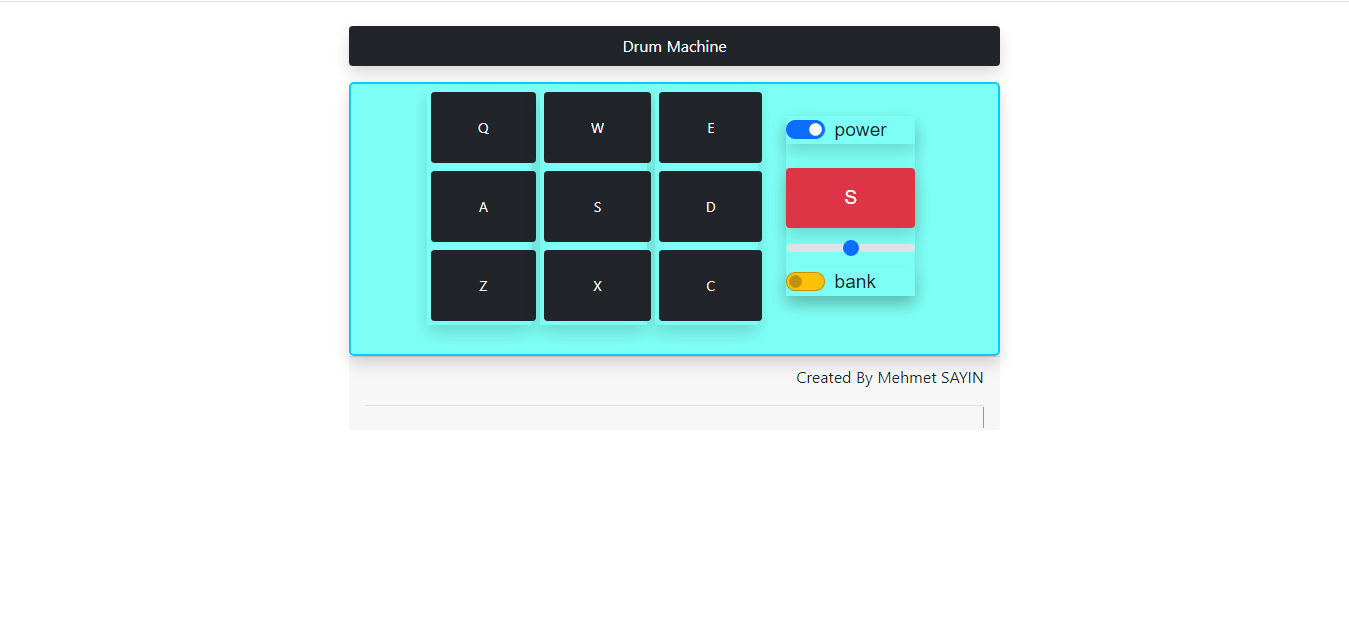 Drum Machine
Q W E
power
A S D
S
Z X C
bank
Created By Mehmet SAYIN